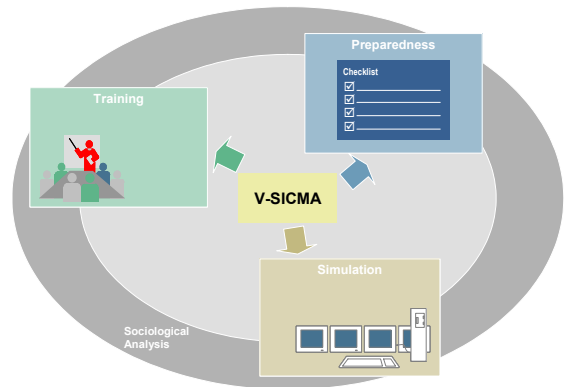 Preparedness
Checklist
Training
V-SICMA
Simulation
Sociological
Analysis